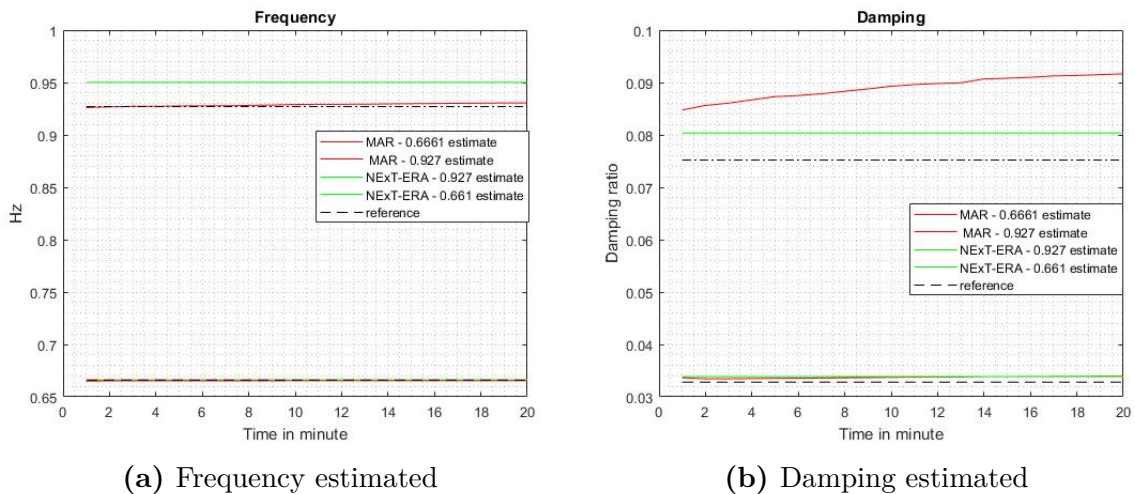 Frequency
1
0.95
0.9
0.85
0.8
0.75
0.7
0.65
Hz
0 2 4 6 8 10 12 14 16 18 20
Time in minute
MAR - 0.6661 estimate
MAR - 0.927 estimate
NExT-ERA - 0.927 estimate
NExT-ERA - 0.661 estimate
reference
(a) Frequency estimated
Damping
0.1
0.09
0.08
0.07
0.06
0.05
0.04
0.03
Damping ratio
0 2 4 6 8 10 12 14 16 18 20
Time in minute
MAR - 0.6661 estimate
MAR - 0.927 estimate
NExT-ERA - 0.927 estimate
NExT-ERA - 0.661 estimate
reference
(b) Damping estimated